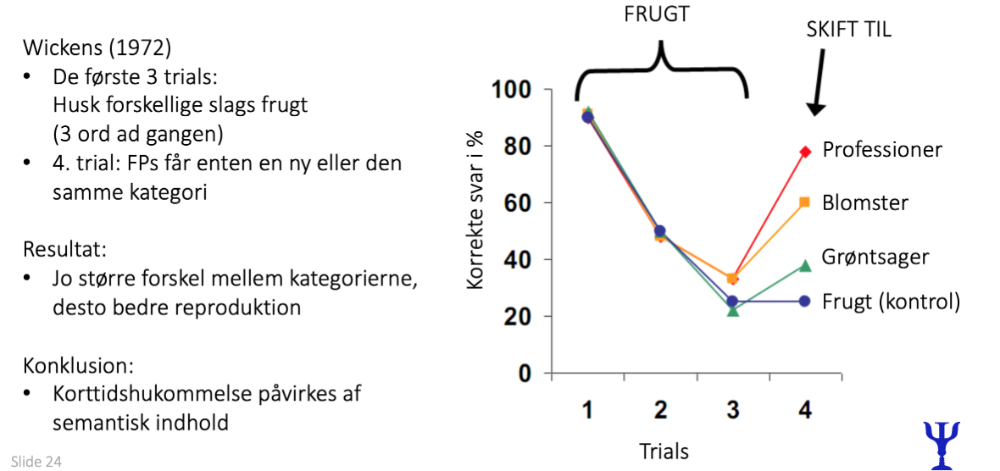 Wickens (1972)
• De første 3 trials:
Husk forskellige slags frugt
(3 ord ad gangen)
• 4. trial: FPs får enten en ny eller den
samme kategori
Resultat:
• Jo større forskel mellem kategorierne,
desto bedre reproduktion
Konklusion:
• Korttidshukommelse påvirkes af
semantisk indhold
Slide 24
FRUGT
SKIFT TIL
Korrekte svar i %
100
80
60
40
20
0
Professioner
Blomster
Grøntsager
Frugt (kontrol)
1 2 3 4
Trials